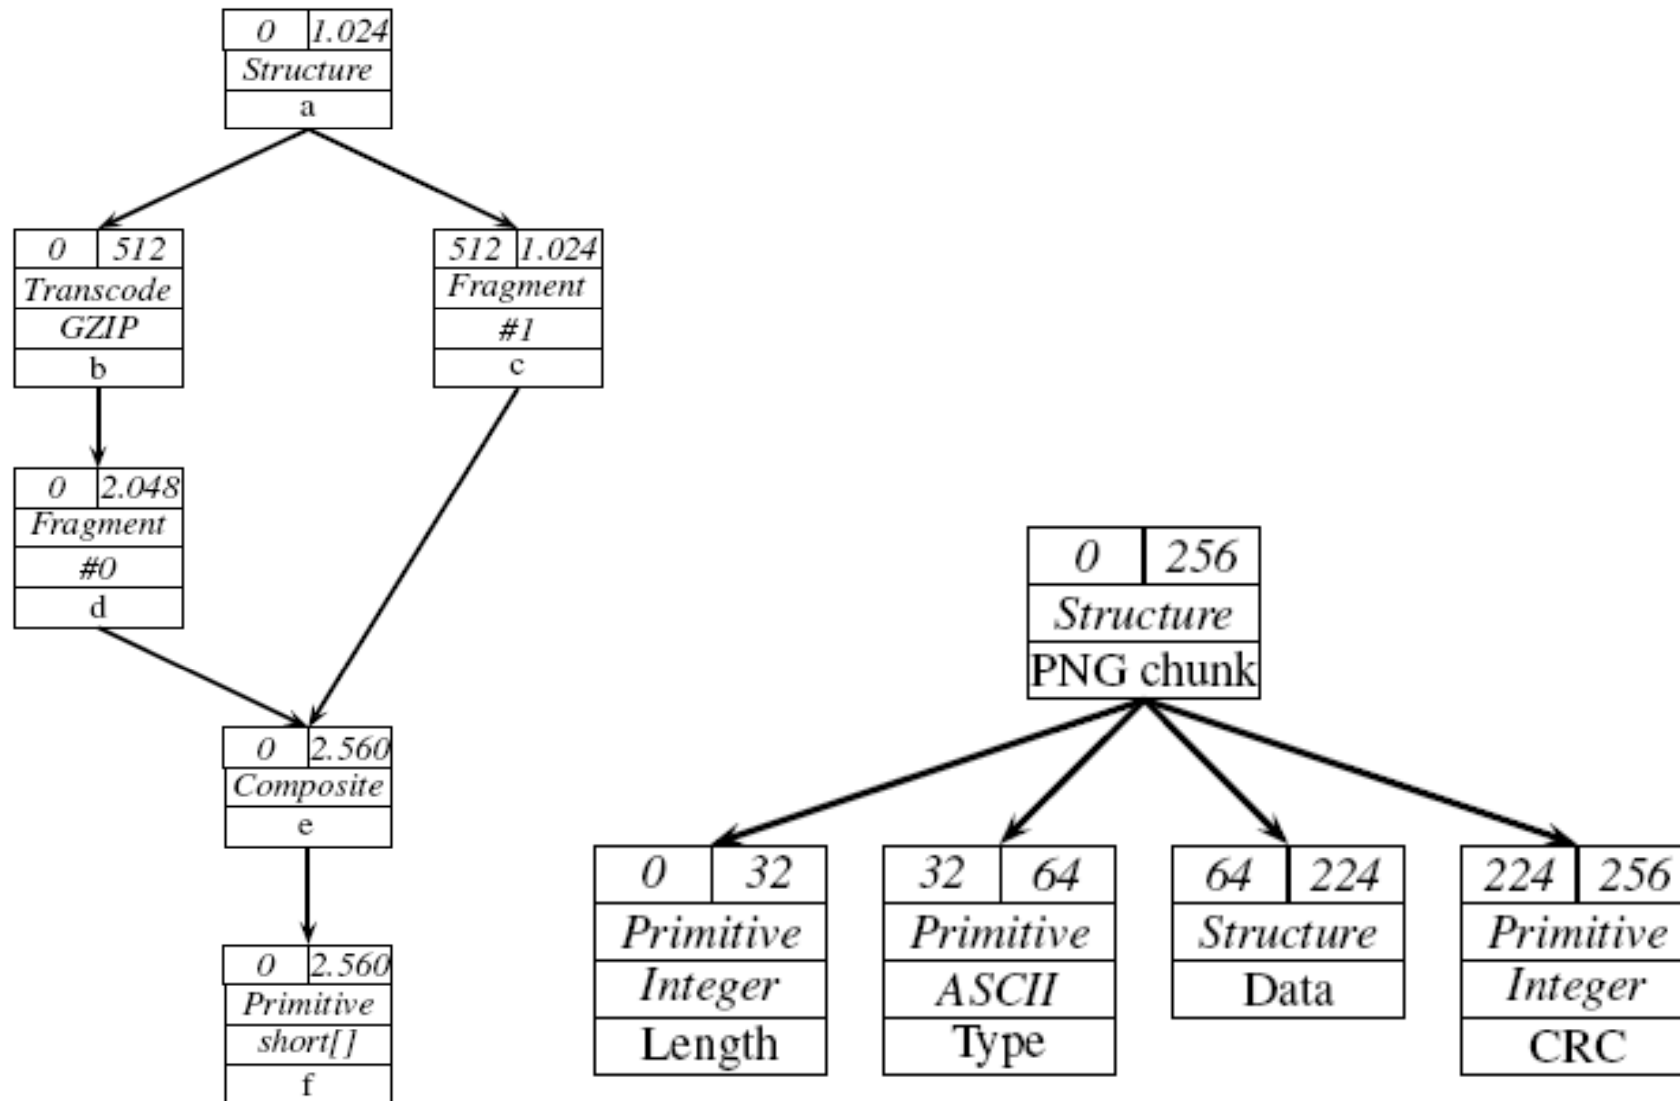 0 1.024
Structure
a
0 512
Transcode
GZIP
b
512 1.024
Fragment
#1
c
0 2.048
Fragment
#0
d
0 2.560
Composite
e
0 2.560
Primitive
short[]
f
0 256
Structure
PNG chunk
0 32
Primitive
Integer
Length
32 64
Primitive
ASCII
Type
64 224
Structure
Data
224 256
Primitive
Integer
CRC